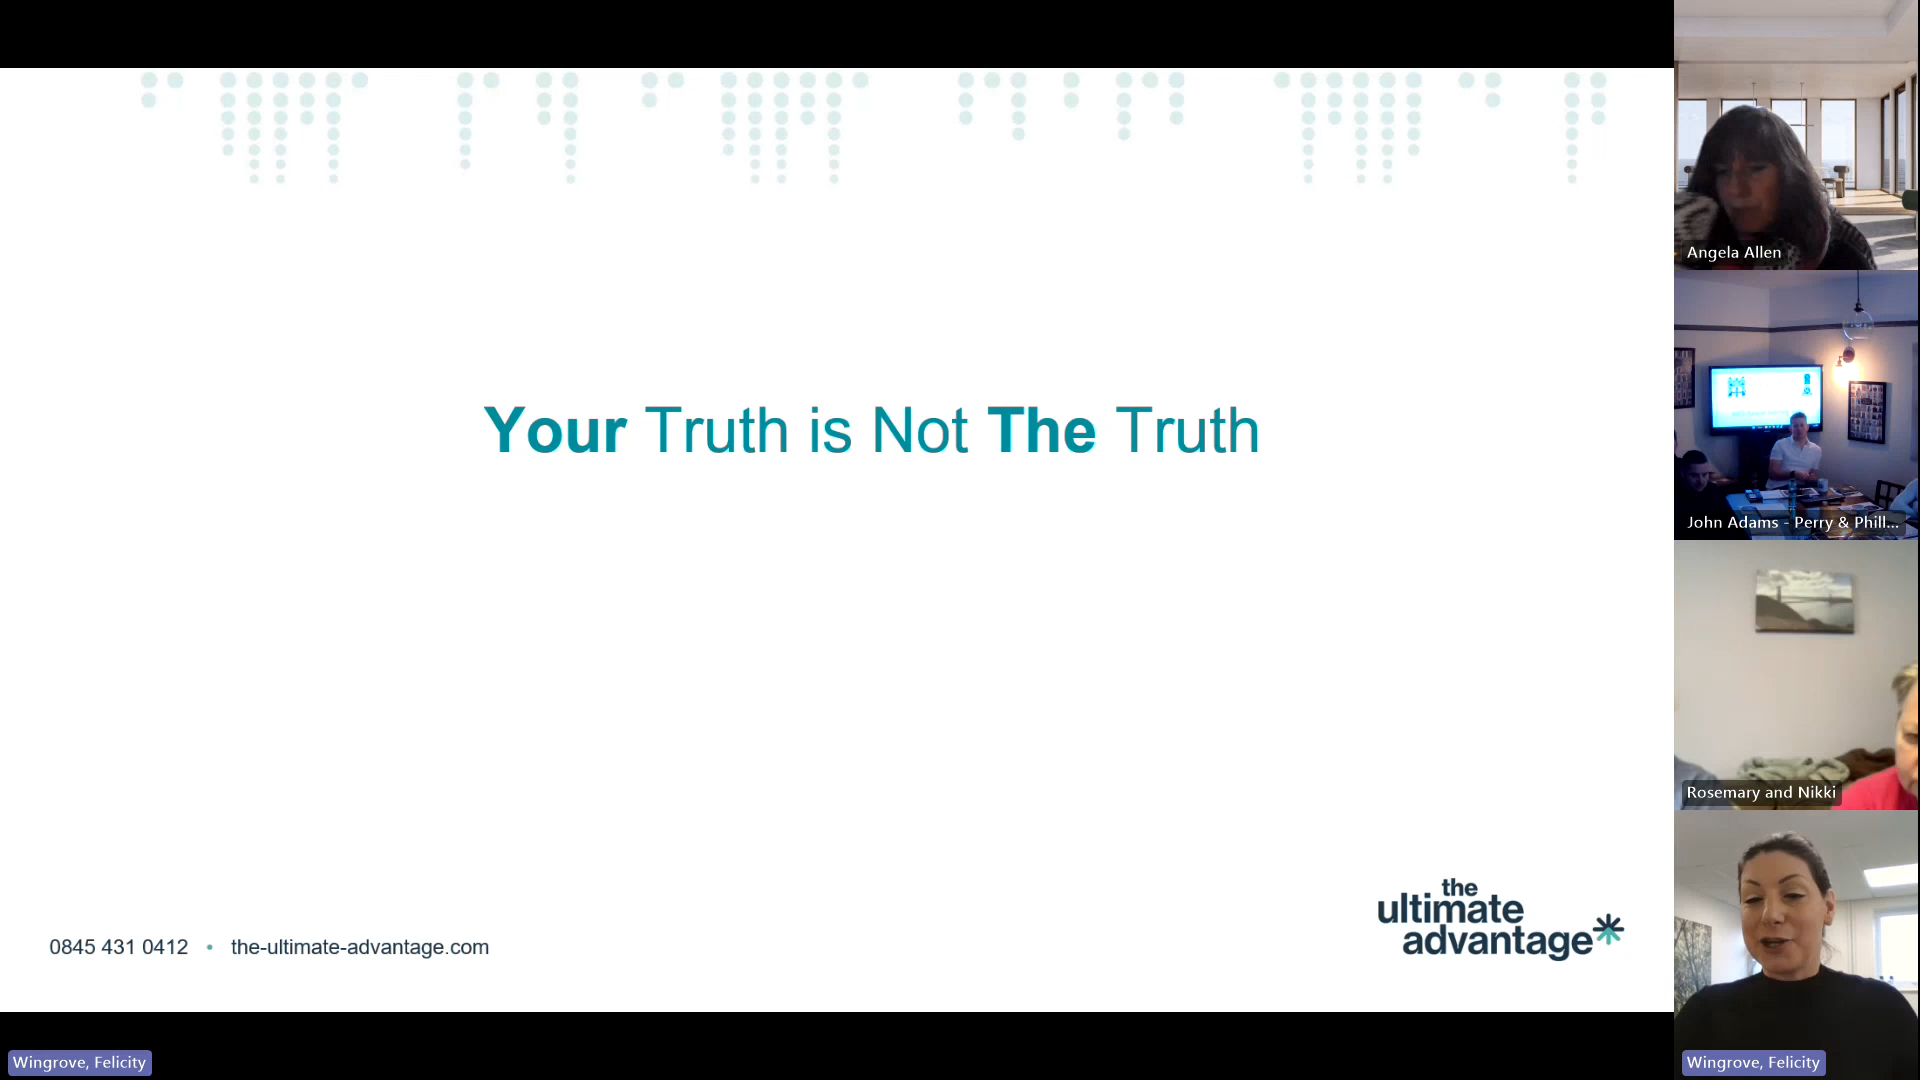 Your Truth is Not The Truth
0845 431 0412 • the-ultimate-advantage.com
the
ultimate
advantage
Wingrove, Felicity
Angela Allen
John Adams - Perry & Phill...
Rosemary and Nikki
Wingrove, Felicity